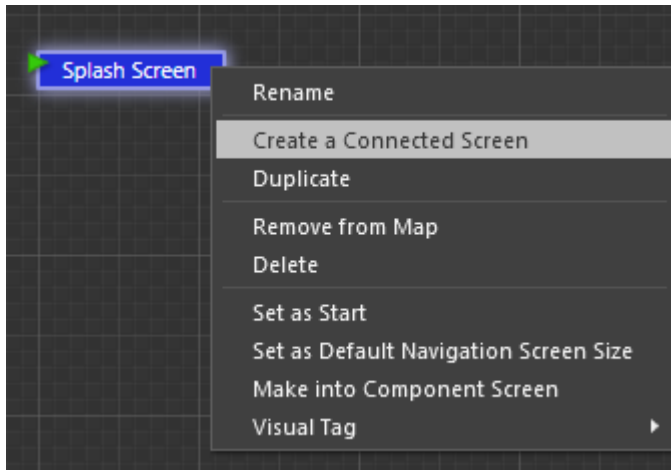 Splash Screen
Rename
Create a Connected Screen
Duplicate
Remove from Map
Delete
Set as Start
Set as Default Navigation Screen Size
Make into Component Screen
Visual Tag